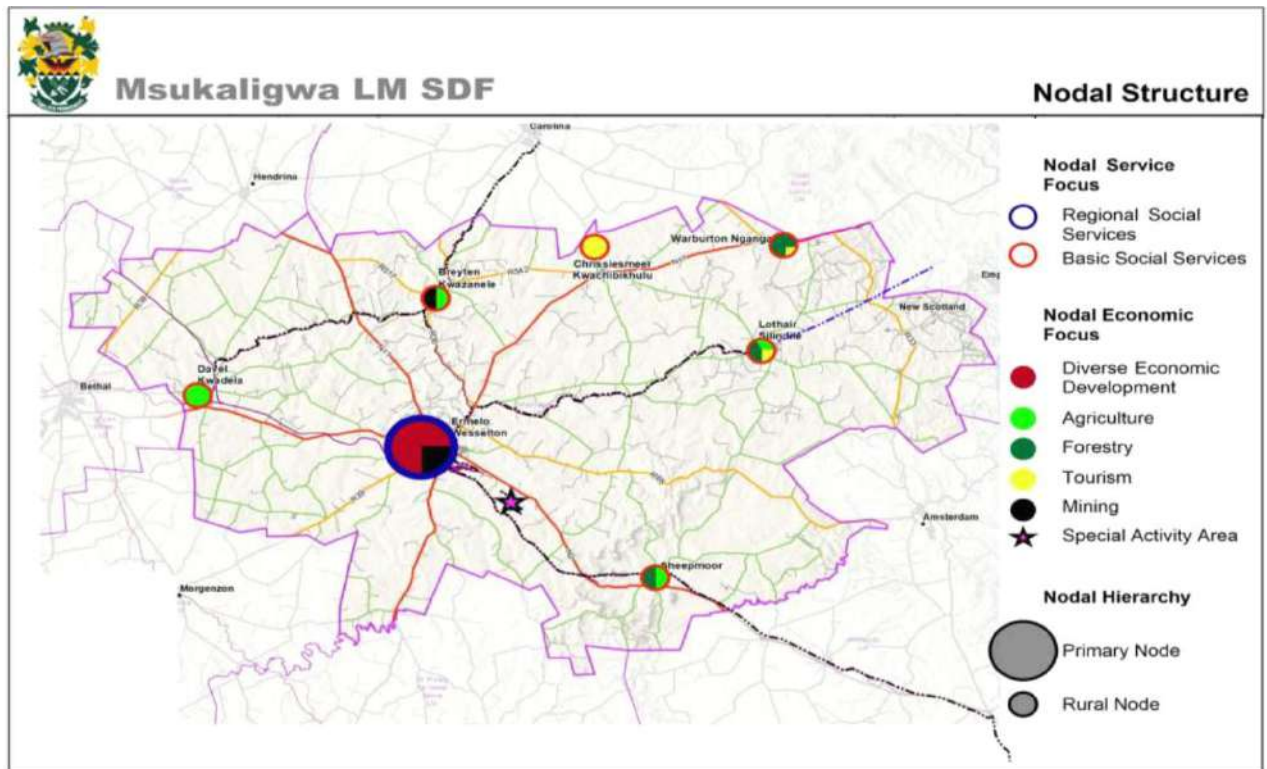 Msukaligwa LM SDF
Nodal Structure
Carolina
Hendrina
Warburton Nganga
Chrissiesmeer
Kwachibikhulu
Breyten
Kwazanele
New Scotland
Lothair
Silindile
Davel
Kwadela
Bethal
Ermelo
Wesselton
Amsterdam
Sheepmoor
Morgenzon
Nodal Service
Focus
Regional Social
Services
Basic Social Services
Nodal Economic
Focus
Diverse Economic
Development
Agriculture
Forestry
Tourism
Mining
Special Activity Area
Nodal Hierarchy
Primary Node
Rural Node